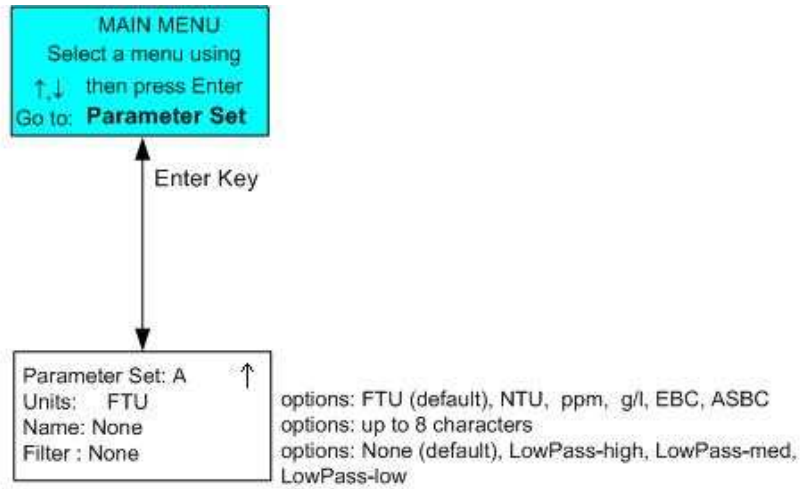 MAIN MENU
Select a menu using
↑,↓ then press Enter
Go to: Parameter Set
Enter Key
Parameter Set: A ↑
Units: FTU options: FTU (default), NTU, ppm, g/l, EBC, ASBC
Name: None options: up to 8 characters
Filter : None options: None (default), LowPass-high, LowPass-med,
LowPass-low